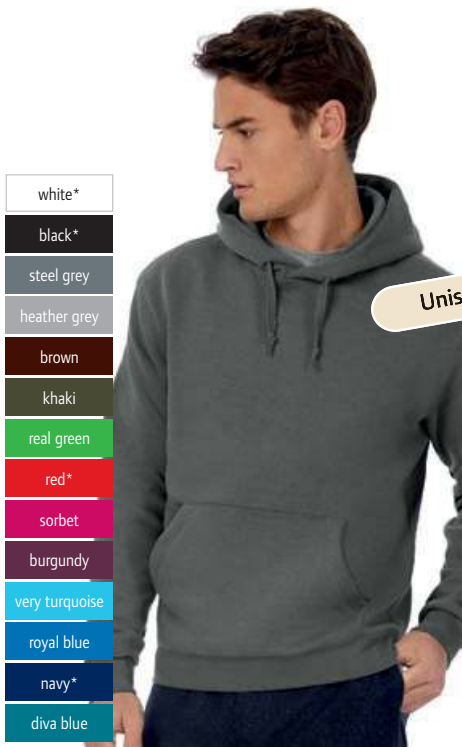 white*
black*
steel grey
heather grey
brown
khaki
real green
red*
sorbet
burgundy
very turquoise
royal blue
navy*
diva blue
Unis